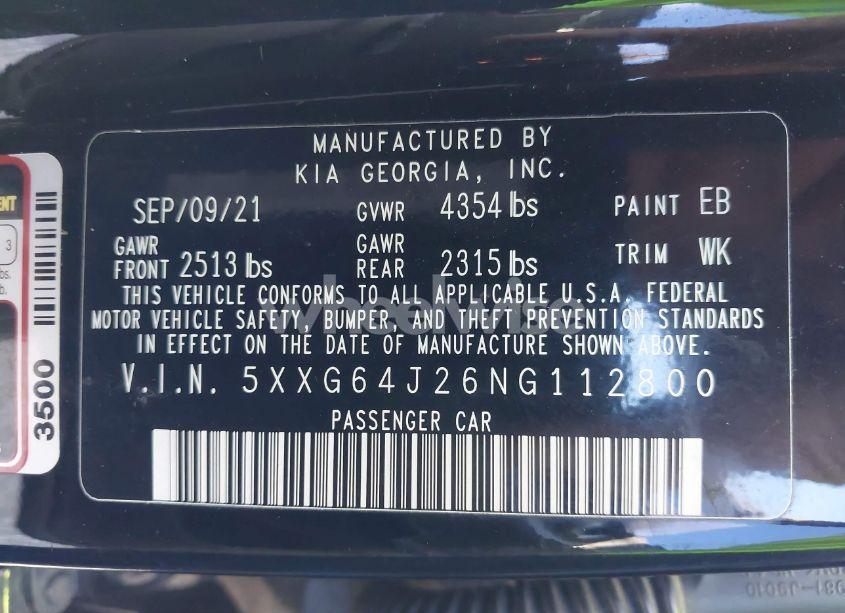 MANUFACTURED BY
KIA GEORGIA, INC.
SEP/09/21 GVWR 4354 lbs PAINT EB
GAWR FRONT 2513 lbs GAWR REAR 2315 lbs TRIM WK
THIS VEHICLE CONFORMS TO ALL APPLICABLE U.S.A. FEDERAL
MOTOR VEHICLE SAFETY, BUMPER, AND THEFT PREVENTION STANDARDS
IN EFFECT ON THE DATE OF MANUFACTURE SHOWN ABOVE.
V.I.N. 5XXG64J26NG112800
PASSENGER CAR
3500
3
wheelwise